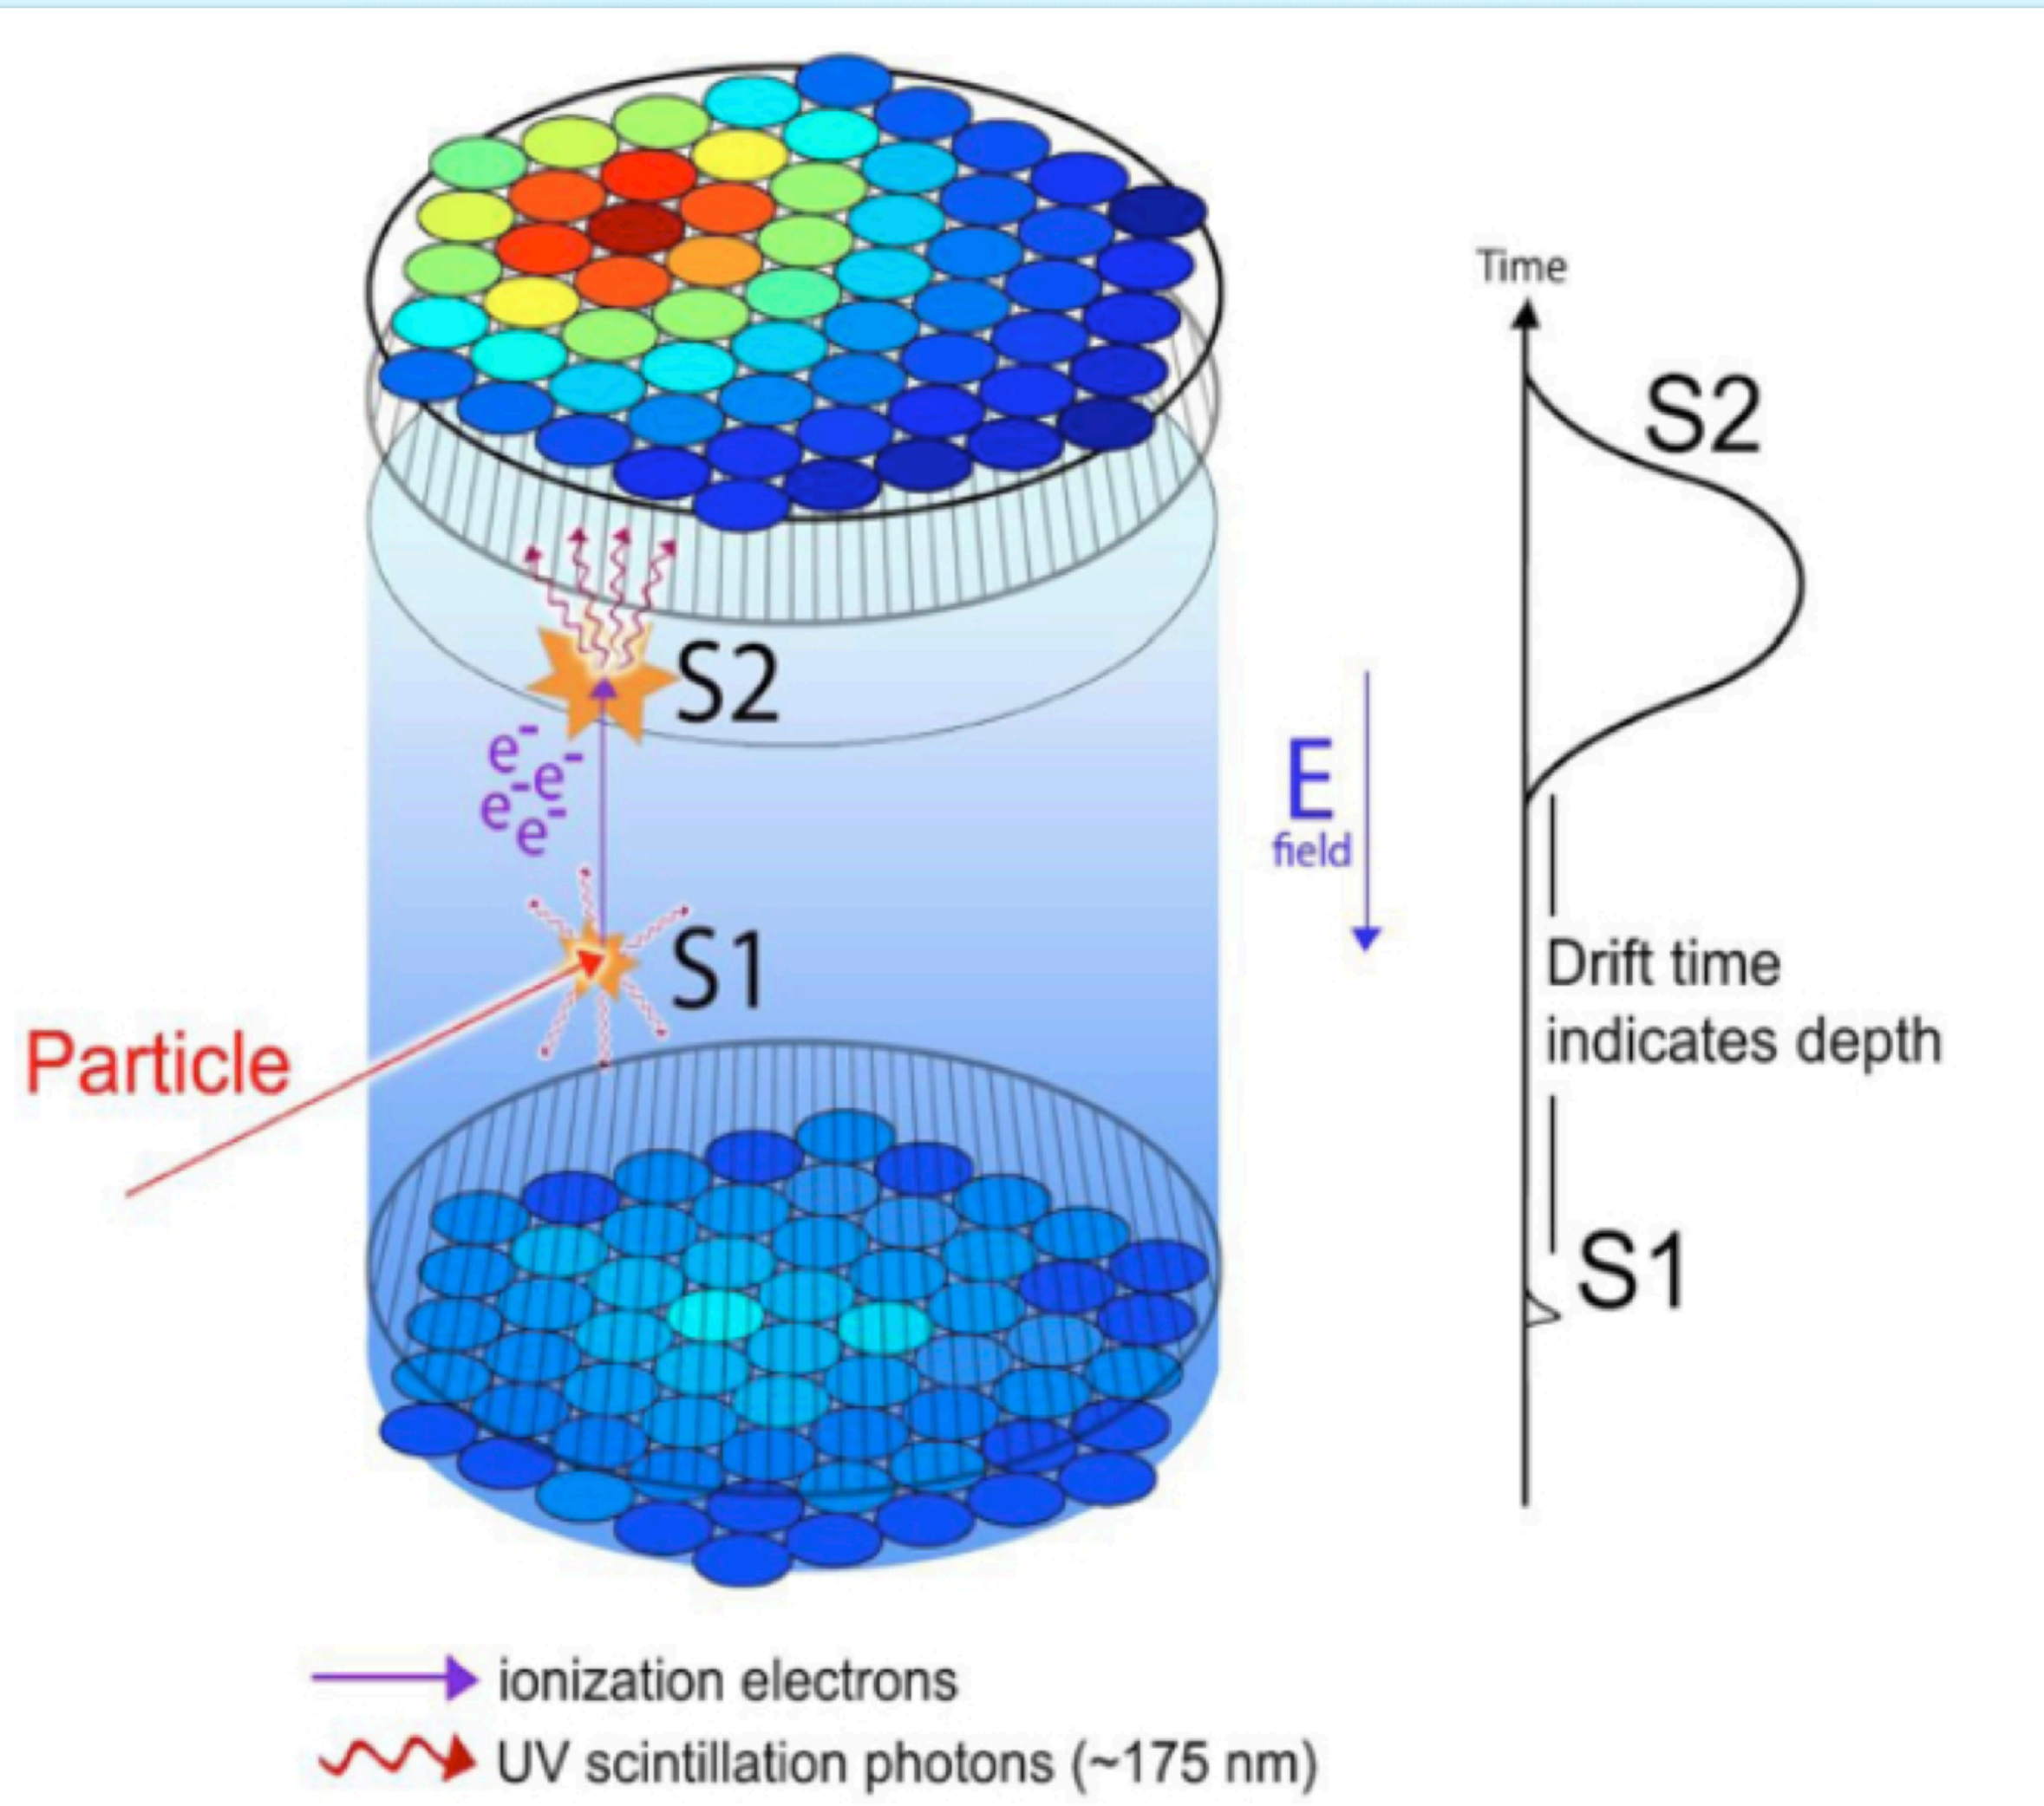 Time
S2
S2
e-
e-
e-
e-
E
field
Drift time
indicates depth
S1
Particle
S1
ionization electrons
UV scintillation photons (~175 nm)